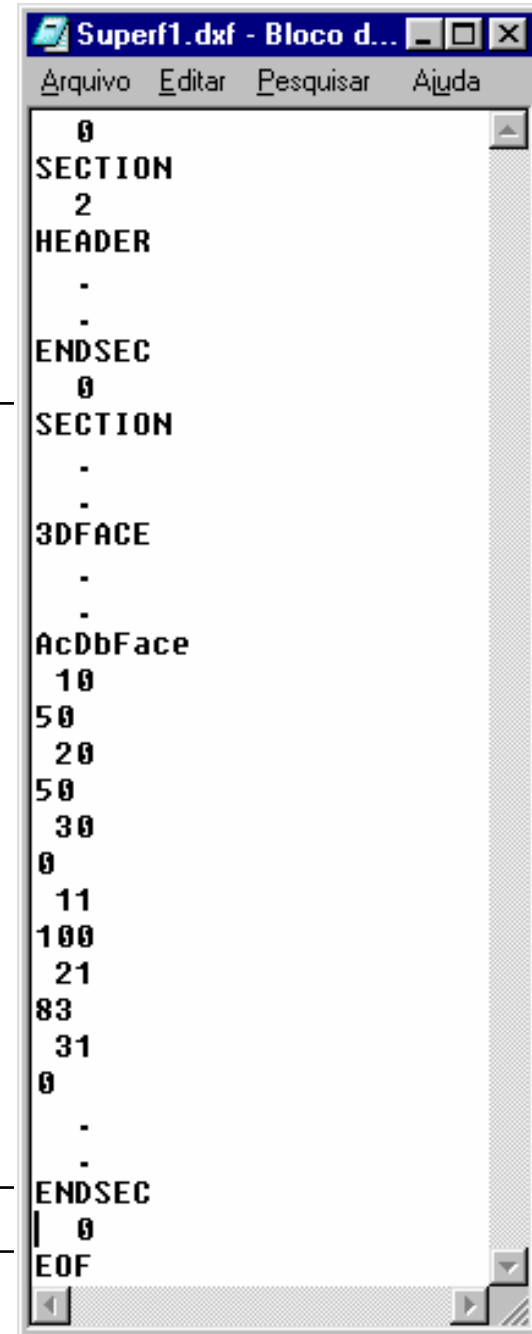 Superf1.dxf - Bloco d...
Arquivo Editar Pesquisar Ajuda
0
SECTION
2
HEADER
.
.
ENDSEC
0
SECTION
.
.
3DFACE
.
.
AcDbFace
10
50
20
50
30
0
11
100
21
83
31
0
.
.
ENDSEC
0
EOF